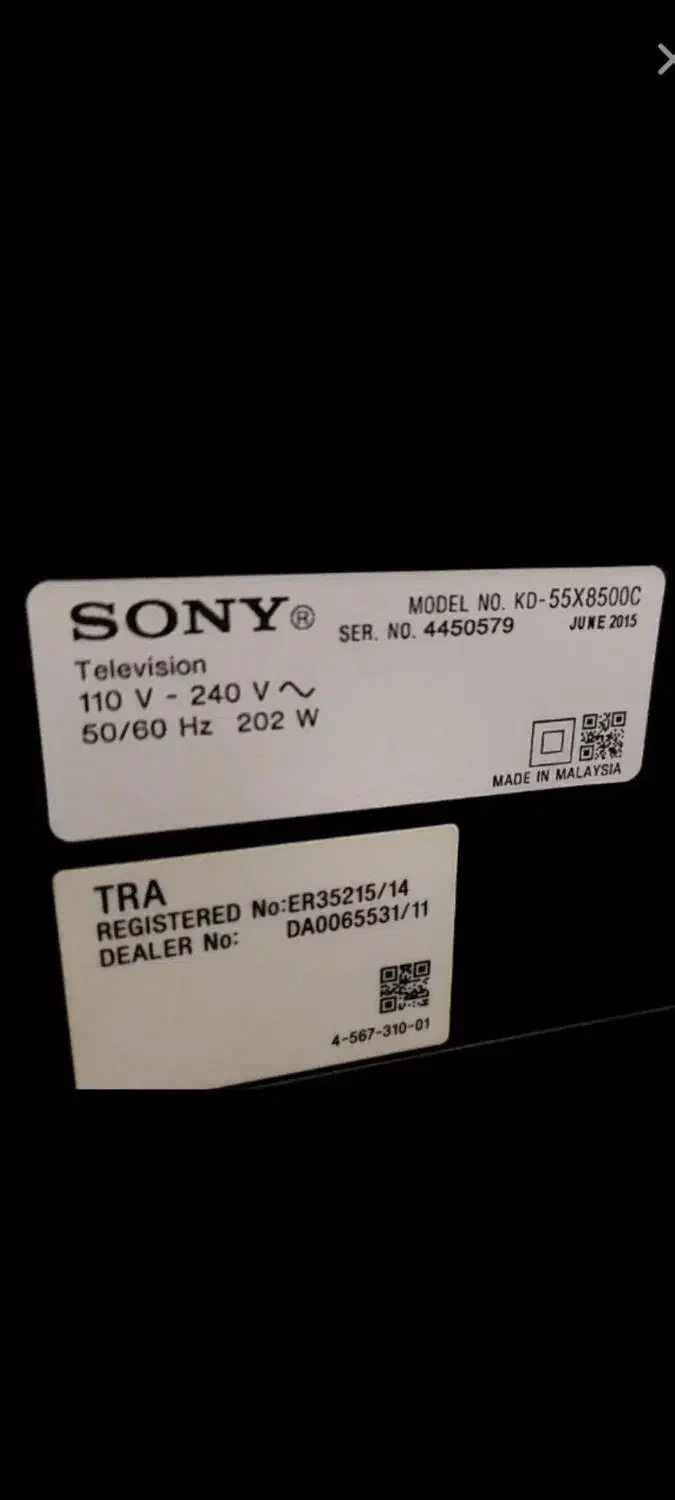 SONY®
MODEL NO. KD-55X8500C
SER. NO. 4450579
JUNE 2015
Television
110 V - 240 V ~
50/60 Hz 202 W
MADE IN MALAYSIA
TRA
REGISTERED No:ER35215/14
DEALER No: DA0065531/11
4-567-310-01